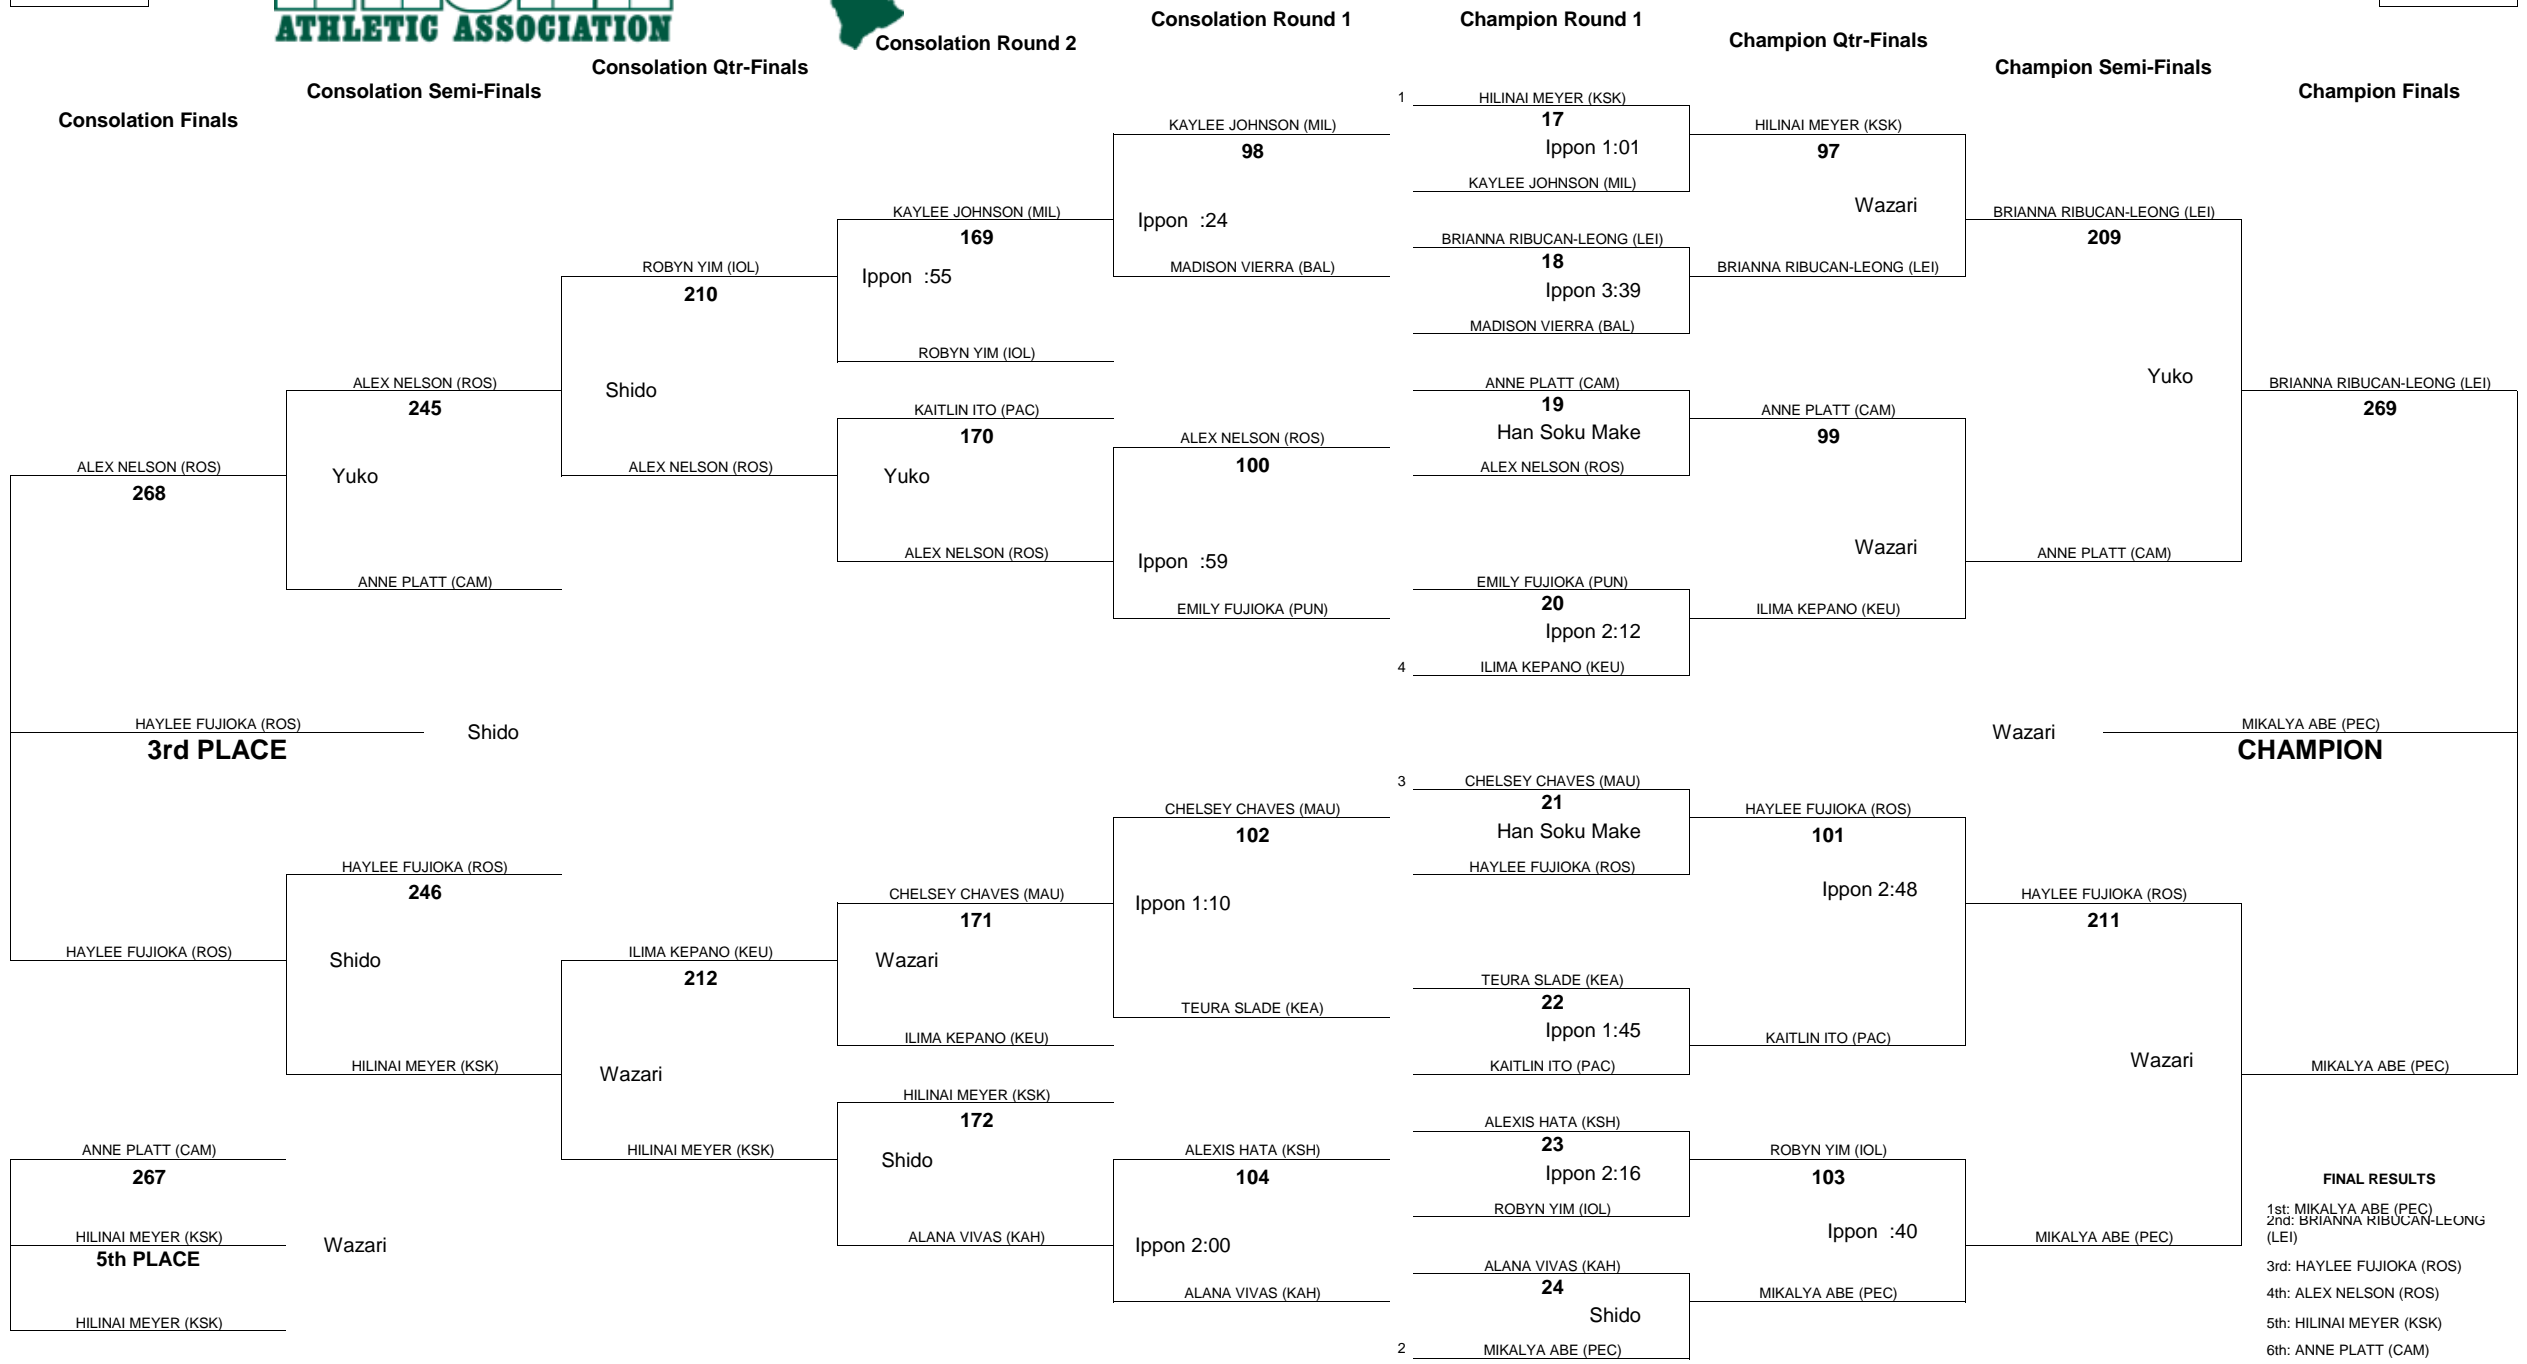 ATHLETIC ASSOCIATION
Consolation Round 1
Champion Round 1
Consolation Round 2
Champion Qtr-Finals
Consolation Qtr-Finals
Champion Semi-Finals
Consolation Semi-Finals
Champion Finals
Consolation Finals
1 HILINAI MEYER (KSK)
17
Ippon 1:01
KAYLEE JOHNSON (MIL)
BRIANNA RIBUCAN-LEONG (LEI)
18
Ippon 3:39
MADISON VIERRA (BAL)
ANNE PLATT (CAM)
19
Han Soku Make
ALEX NELSON (ROS)
EMILY FUJIOKA (PUN)
20
Ippon 2:12
4 ILIMA KEPANO (KEU)
3 CHELSEY CHAVES (MAU)
21
Han Soku Make
HAYLEE FUJIOKA (ROS)
TEURA SLADE (KEA)
22
Ippon 1:45
KAITLIN ITO (PAC)
ALEXIS HATA (KSH)
23
Ippon 2:16
ROBYN YIM (IOL)
ALANA VIVAS (KAH)
24
Shido
2 MIKALYA ABE (PEC)
HILINAI MEYER (KSK)
97
Wazari
BRIANNA RIBUCAN-LEONG (LEI)
ANNE PLATT (CAM)
99
Wazari
ILIMA KEPANO (KEU)
HAYLEE FUJIOKA (ROS)
101
Ippon 2:48
KAITLIN ITO (PAC)
ROBYN YIM (IOL)
103
Ippon :40
MIKALYA ABE (PEC)
BRIANNA RIBUCAN-LEONG (LEI)
209
Yuko
ANNE PLATT (CAM)
HAYLEE FUJIOKA (ROS)
211
Wazari
MIKALYA ABE (PEC)
BRIANNA RIBUCAN-LEONG (LEI)
269
Wazari
MIKALYA ABE (PEC)
CHAMPION
MIKALYA ABE (PEC)
KAYLEE JOHNSON (MIL)
98
Ippon :24
MADISON VIERRA (BAL)
ALEX NELSON (ROS)
100
Ippon :59
EMILY FUJIOKA (PUN)
CHELSEY CHAVES (MAU)
102
Ippon 1:10
TEURA SLADE (KEA)
ALEXIS HATA (KSH)
104
Ippon 2:00
ALANA VIVAS (KAH)
KAYLEE JOHNSON (MIL)
169
Ippon :55
ROBYN YIM (IOL)
KAITLIN ITO (PAC)
170
Yuko
ALEX NELSON (ROS)
CHELSEY CHAVES (MAU)
171
Wazari
ILIMA KEPANO (KEU)
HILINAI MEYER (KSK)
172
Shido
ALANA VIVAS (KAH)
ROBYN YIM (IOL)
210
Shido
ALEX NELSON (ROS)
ILIMA KEPANO (KEU)
212
Wazari
HILINAI MEYER (KSK)
ALEX NELSON (ROS)
245
Yuko
ANNE PLATT (CAM)
HAYLEE FUJIOKA (ROS)
246
Shido
HILINAI MEYER (KSK)
ALEX NELSON (ROS)
268
HAYLEE FUJIOKA (ROS)
3rd PLACE
Shido
HAYLEE FUJIOKA (ROS)
ANNE PLATT (CAM)
267
HILINAI MEYER (KSK)
5th PLACE
Wazari
HILINAI MEYER (KSK)
FINAL RESULTS
1st: MIKALYA ABE (PEC)
2nd: BRIANNA RIBUCAN-LEONG
(LEI)
3rd: HAYLEE FUJIOKA (ROS)
4th: ALEX NELSON (ROS)
5th: HILINAI MEYER (KSK)
6th: ANNE PLATT (CAM)